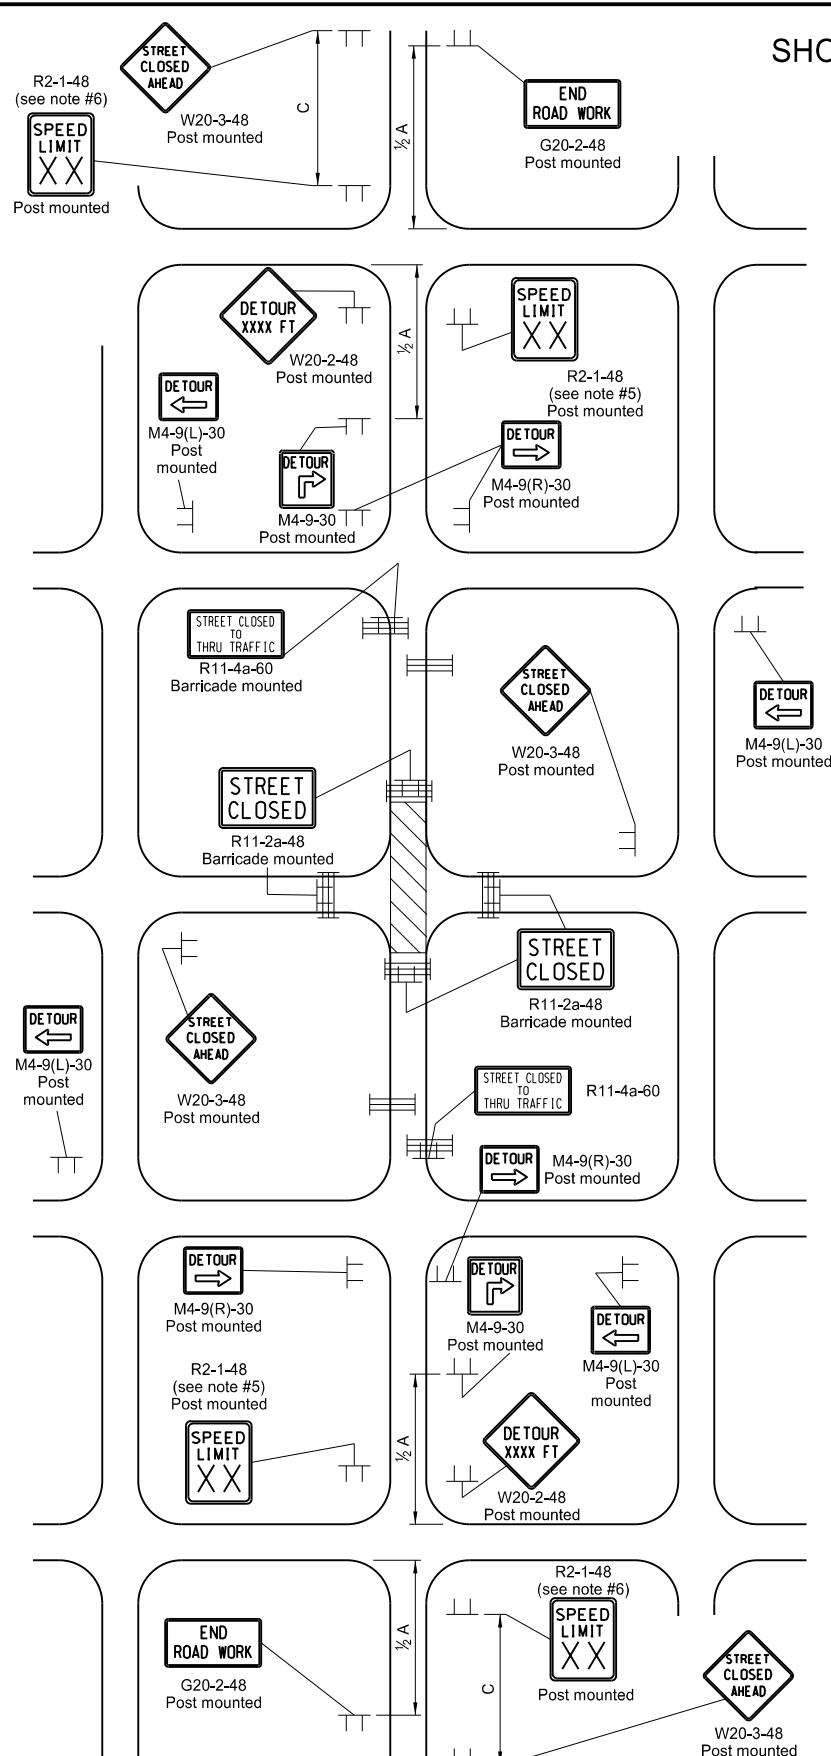 SHO
STREET
CLOSED
AHEAD
W20-3-48
Post mounted
R2-1-48
(see note #6)
SPEED
LIMIT
XX
Post mounted
C
½ A
END
ROAD WORK
G20-2-48
Post mounted
DETOUR
XXXX FT
W20-2-48
Post mounted
½ A
SPEED
LIMIT
XX
R2-1-48
(see note #5)
Post mounted
DETOUR
M4-9(L)-30
Post
mounted
DETOUR
M4-9-30
Post mounted
DETOUR
M4-9(R)-30
Post mounted
STREET CLOSED
TO
THRU TRAFFIC
R11-4a-60
Barricade mounted
STREET
CLOSED
AHEAD
W20-3-48
Post mounted
DETOUR
M4-9(L)-30
Post mounted
STREET
CLOSED
R11-2a-48
Barricade mounted
STREET
CLOSED
R11-2a-48
Barricade mounted
DETOUR
M4-9(L)-30
Post
mounted
STREET
CLOSED
AHEAD
W20-3-48
Post mounted
STREET CLOSED
TO
THRU TRAFFIC
R11-4a-60
DETOUR
M4-9(R)-30
Post mounted
DETOUR
M4-9(R)-30
Post mounted
DETOUR
M4-9-30
Post mounted
DETOUR
M4-9(L)-30
Post
mounted
R2-1-48
(see note #5)
Post mounted
SPEED
LIMIT
XX
½ A
DETOUR
XXXX FT
W20-2-48
Post mounted
END
ROAD WORK
G20-2-48
Post mounted
½ A
C
R2-1-48
(see note #6)
SPEED
LIMIT
XX
Post mounted
STREET
CLOSED
AHEAD
W20-3-48
Post mounted